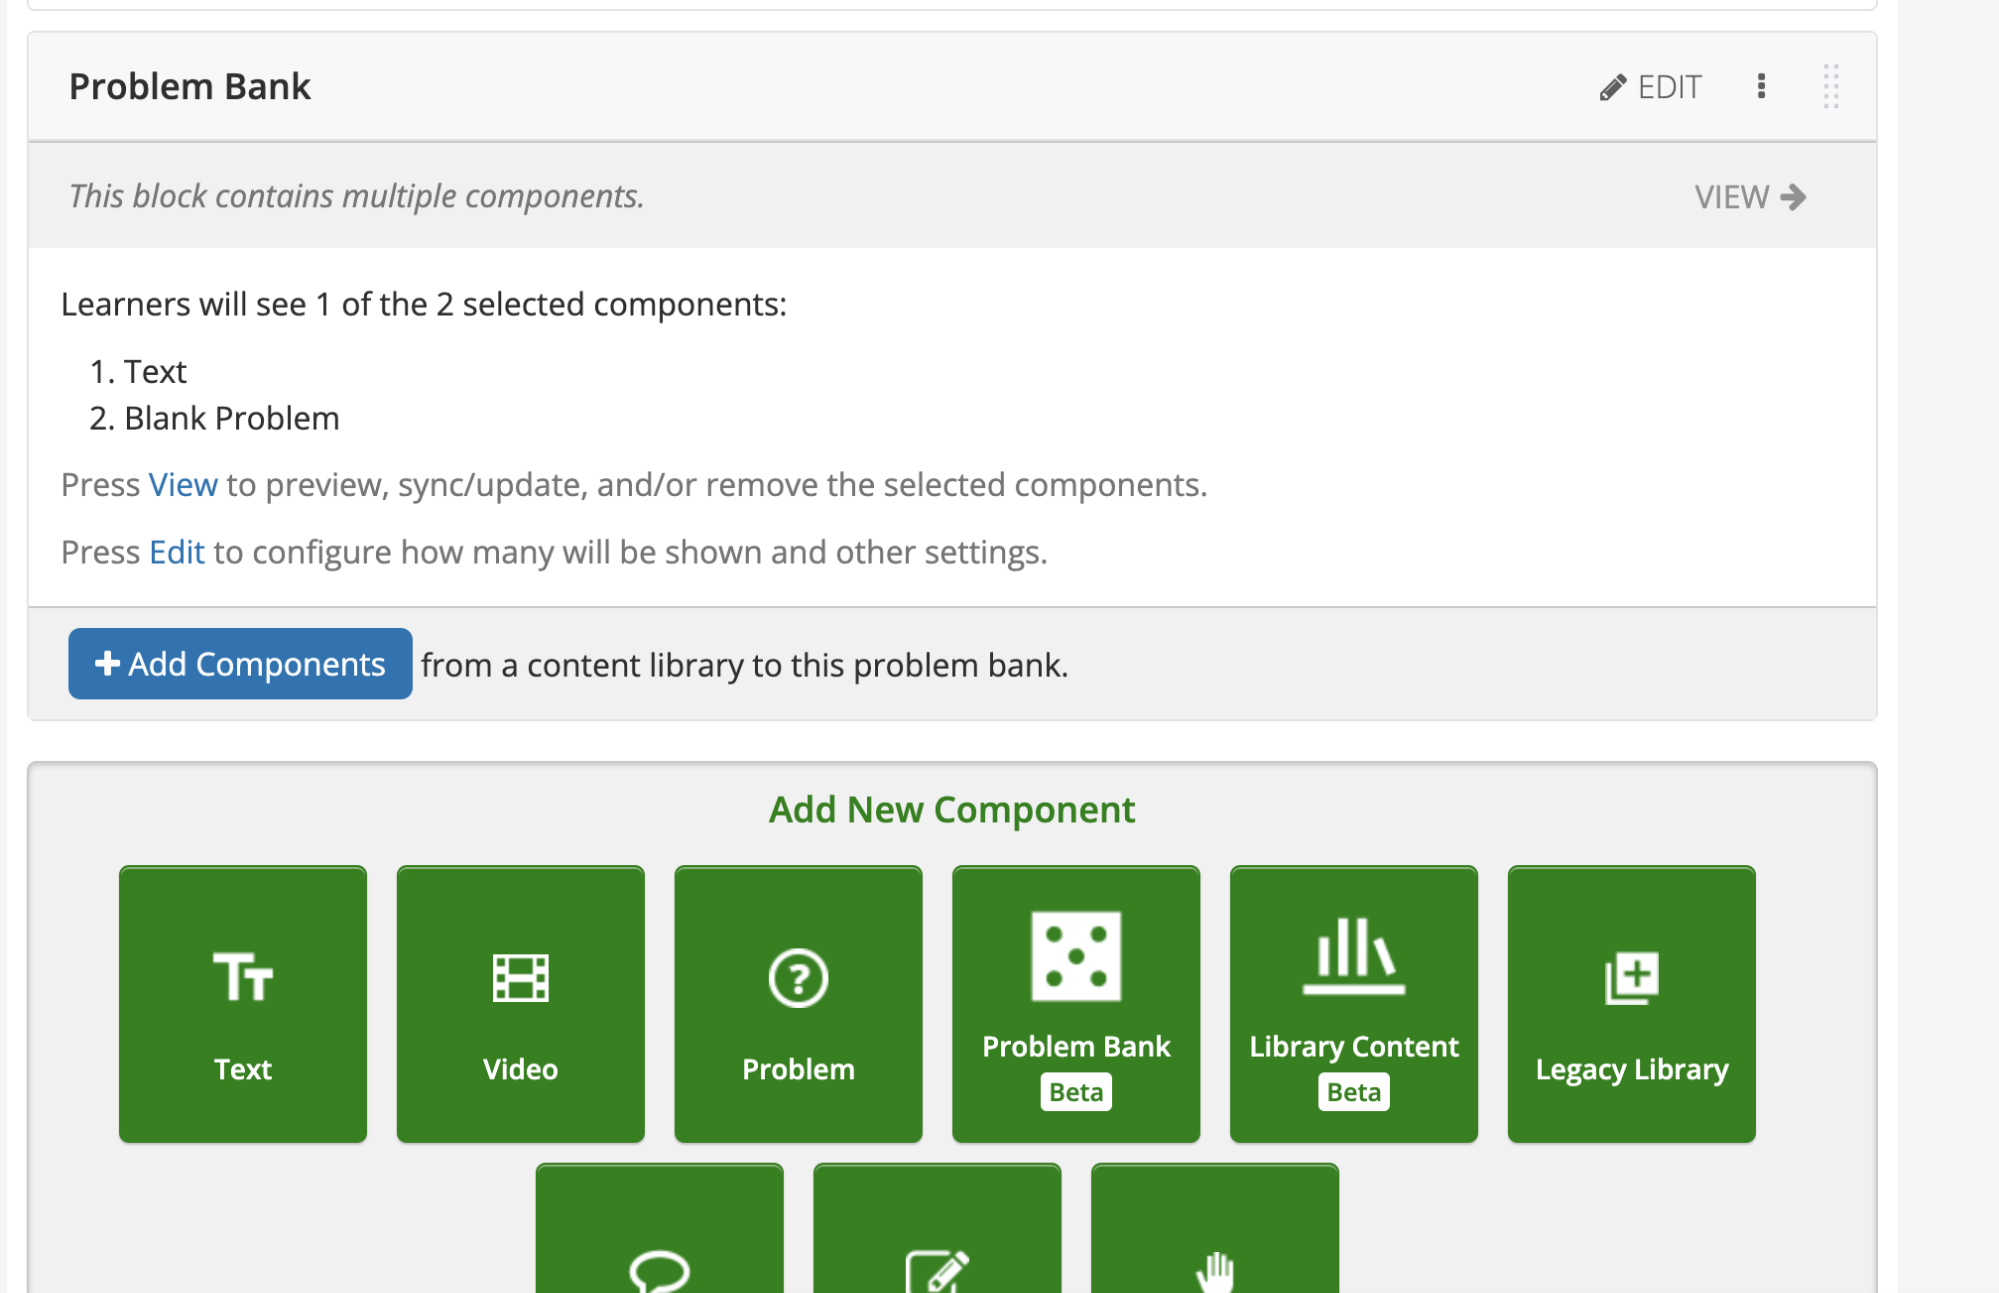 Problem Bank
EDIT
This block contains multiple components.
VIEW
Learners will see 1 of the 2 selected components:
1. Text
2. Blank Problem
Press View to preview, sync/update, and/or remove the selected components.
Press Edit to configure how many will be shown and other settings.
Add Components from a content library to this problem bank.
Add New Component
Text
Video
Problem
Problem Bank
Beta
Library Content
Beta
Legacy Library